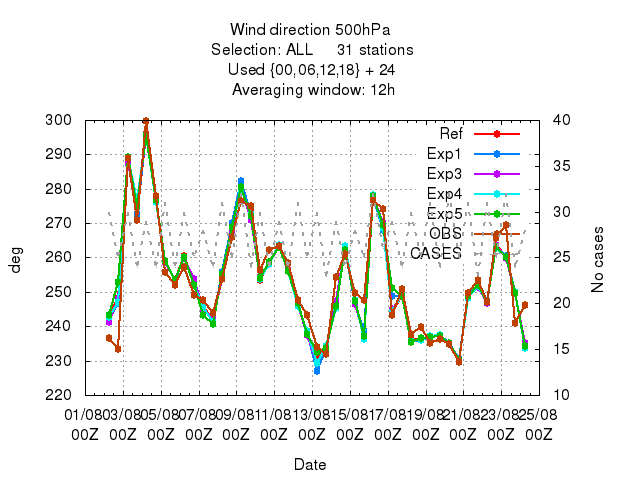 Wind direction 500hPa
Selection: ALL 31 stations
Used {00,06,12,18} + 24
Averaging window: 12h
300 40
290 35
280
270 30
260 25
250
240 20
230 15
220 10
deg
No cases
Ref
Exp1
Exp3
Exp4
Exp5
OBS
CASES
01/08 03/08 05/08 07/08 09/08 11/08 13/08 15/08 17/08 19/08 21/08 23/08 25/08
00Z 00Z 00Z 00Z 00Z 00Z 00Z 00Z 00Z 00Z 00Z 00Z 00Z
Date